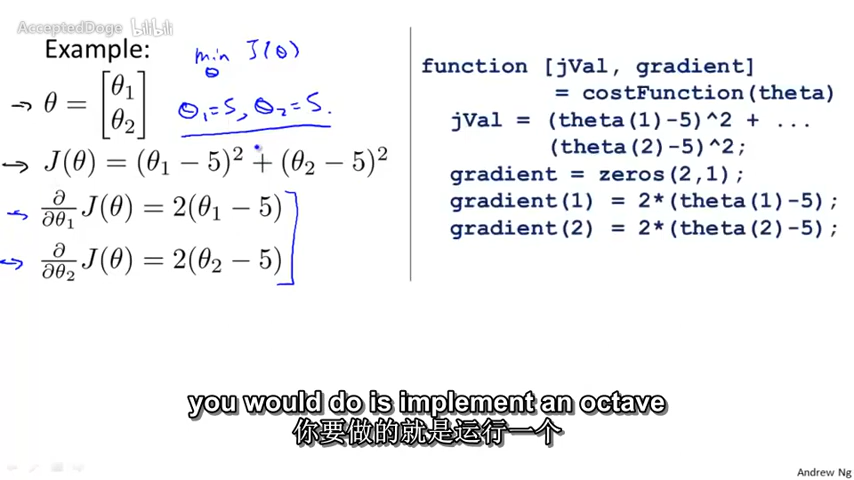 AcceptedDoge bilibili
Example:
min J(θ)
θ
θ₁=5, θ₂=5.
→ θ = [θ₁ θ₂]
→ J(θ) = (θ₁ − 5)² + (θ₂ − 5)²
→ ∂/∂θ₁ J(θ) = 2(θ₁ − 5)
→ ∂/∂θ₂ J(θ) = 2(θ₂ − 5)
function [jVal, gradient]
= costFunction(theta)
jVal = (theta(1)-5)^2 + ...
(theta(2)-5)^2;
gradient = zeros(2,1);
gradient(1) = 2*(theta(1)-5);
gradient(2) = 2*(theta(2)-5);
you would do is implement an octave
你要做的就是运行一个
Andrew Ng